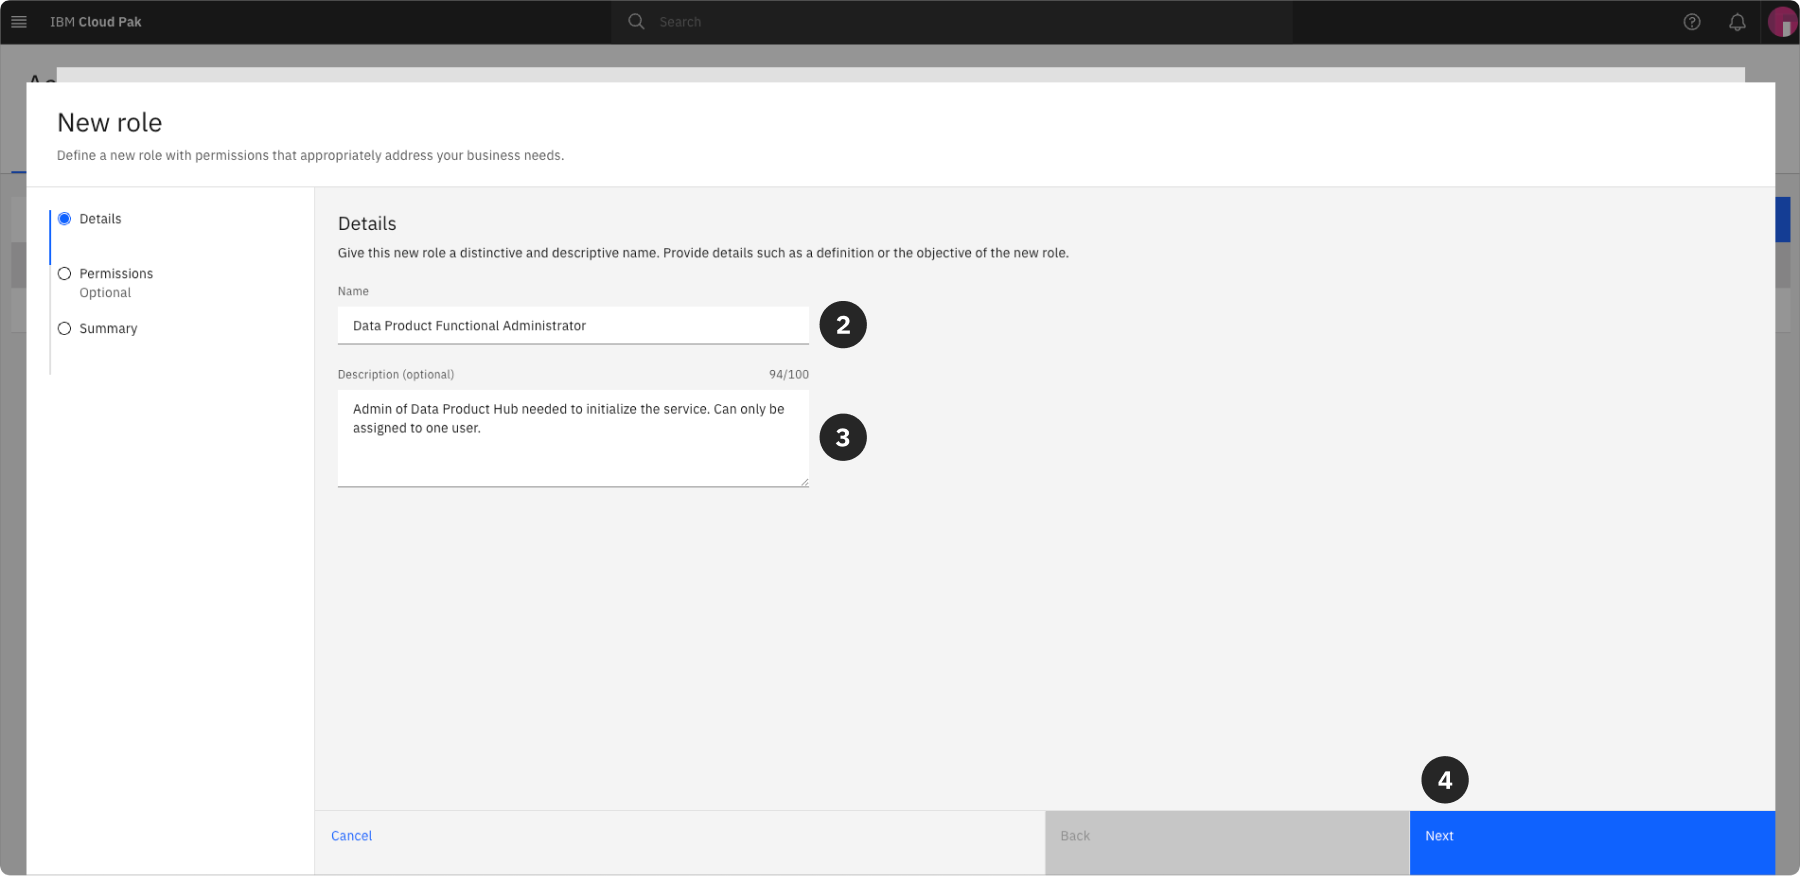 IBM Cloud Pak
Search
New role
Define a new role with permissions that appropriately address your business needs.
Details
Permissions
Optional
Summary
Details
Give this new role a distinctive and descriptive name. Provide details such as a definition or the objective of the new role.
Name
Data Product Functional Administrator
2
Description (optional)
94/100
Admin of Data Product Hub needed to initialize the service. Can only be
assigned to one user.
3
4
Cancel
Back
Next